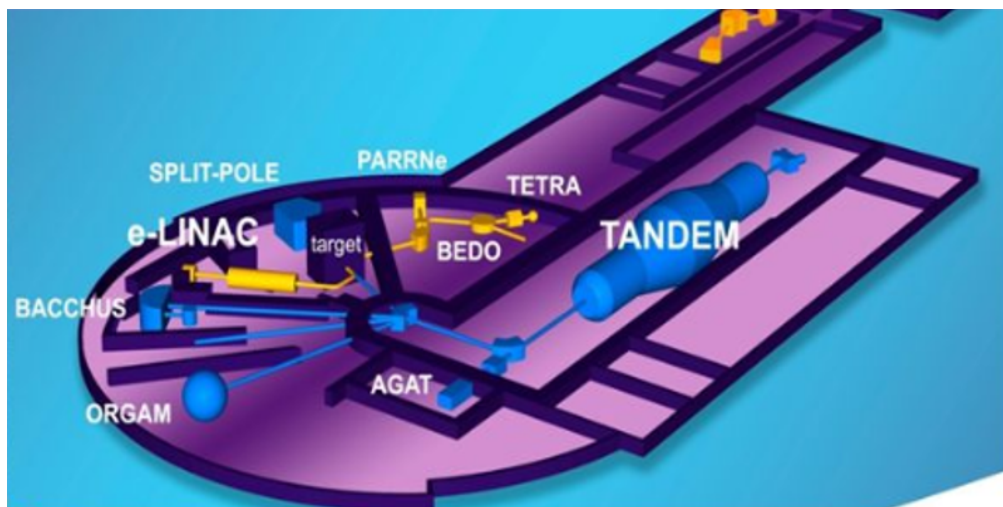 PARRNe
SPLIT-POLE
TETRA
e-LINAC
target
BEDO
TANDEM
BACCHUS
AGAT
ORGAM